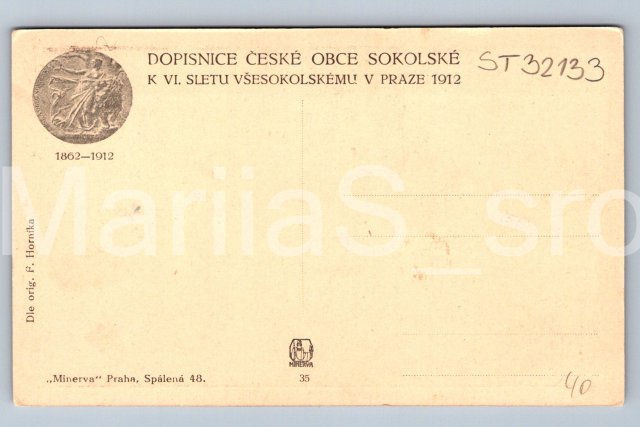 DOPISNICE ČESKÉ OBCE SOKOLSKÉ
K VI. SLETU VŠESOKOLSKÉMU V PRAZE 1912
ST32133
1862—1912
MariiaS_sro
Dle orig. F. Horníka
MINERVA
„Minerva“ Praha, Spálená 48.
35
40